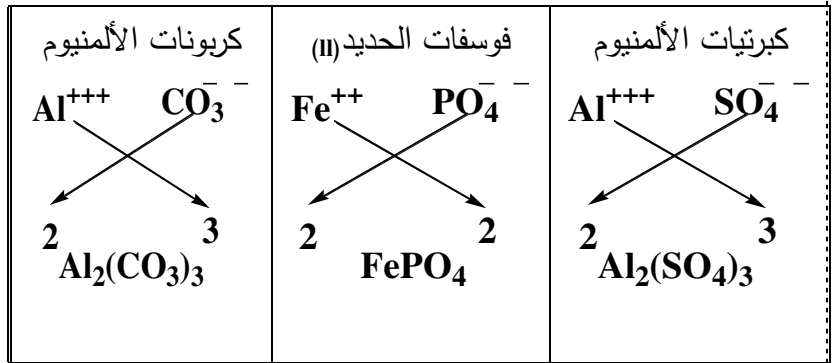 كبرتيات الألمنيوم
Al+++ SO4– –
2 3
Al2(SO4)3
فوسفات الحديد(II)
Fe++ PO4– –
2 2
FePO4
كربونات الألمنيوم
Al+++ CO3– –
2 3
Al2(CO3)3